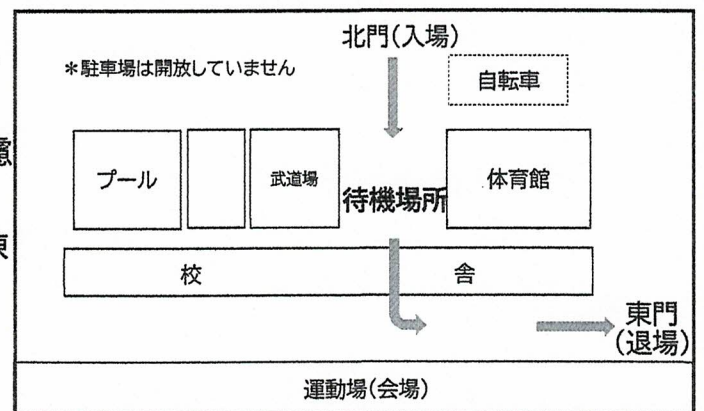 北門(入場)
*駐車場は開放していません
自転車
慮
プール
武道場
待機場所
体育館
東
校 舎
東門
(退場)
運動場(会場)